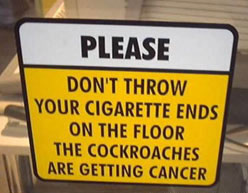 PLEASE
DON'T THROW
YOUR CIGARETTE ENDS
ON THE FLOOR
THE COCKROACHES
ARE GETTING CANCER